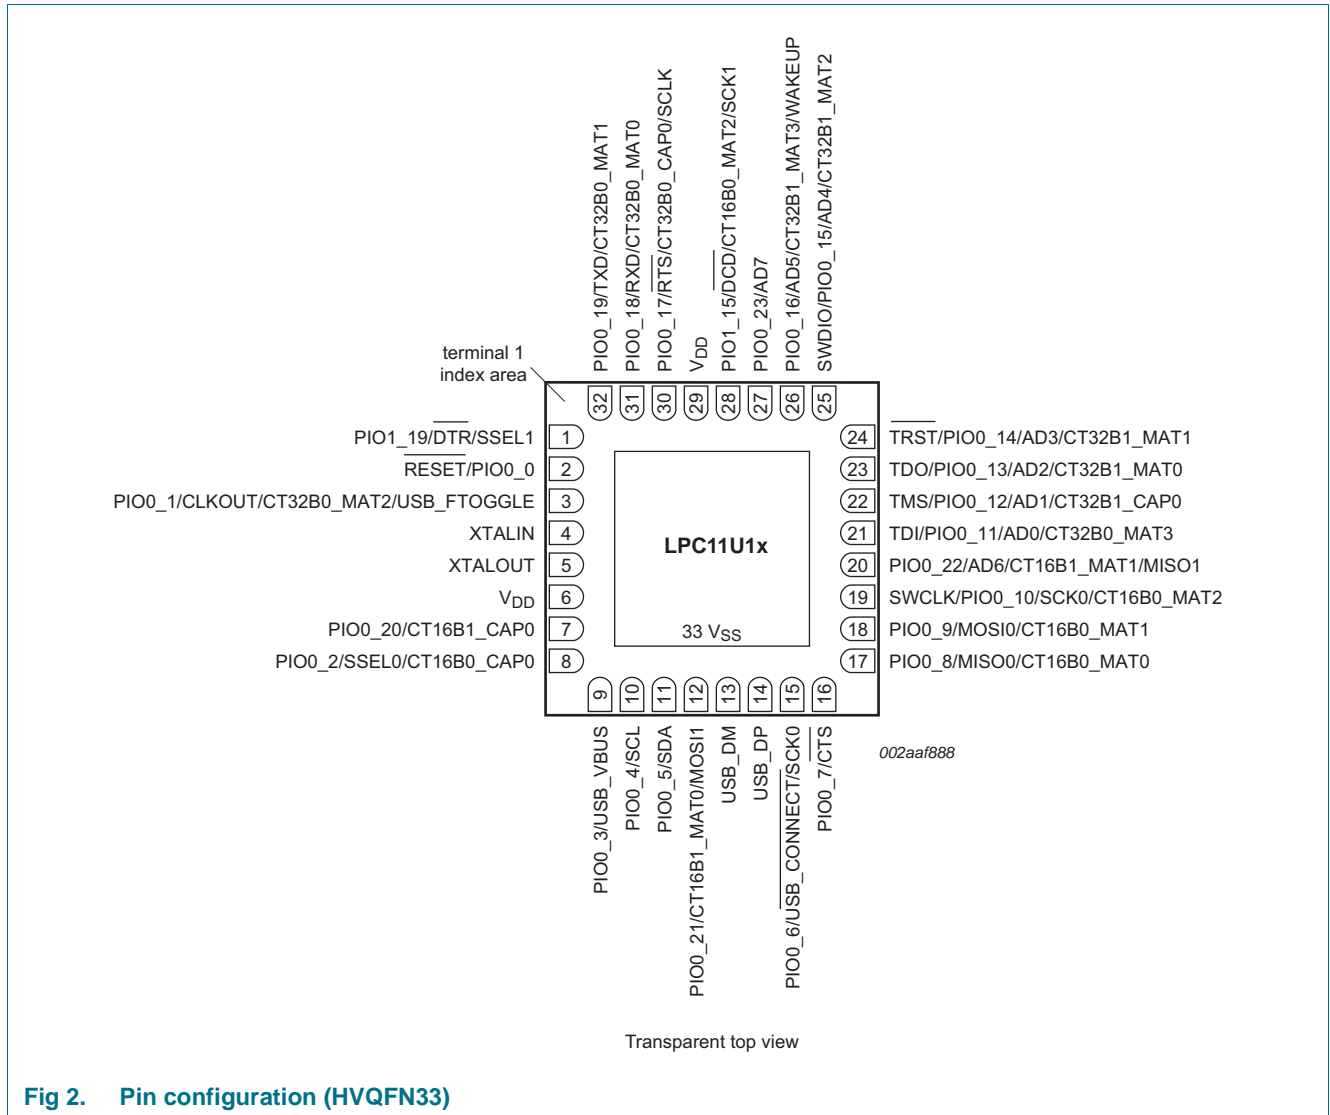 PIO0_19/TXD/CT32B0_MAT1
PIO0_18/RXD/CT32B0_MAT0
PIO0_17/RTS/CT32B0_CAP0/SCLK
VDD
PIO1_15/DCD/CT16B0_MAT2/SCK1
PIO0_23/AD7
PIO0_16/AD5/CT32B1_MAT3/WAKEUP
SWDIO/PIO0_15/AD4/CT32B1_MAT2
terminal 1
index area
32 31 30 29 28 27 26 25
PIO1_19/DTR/SSEL1 1
RESET/PIO0_0 2
PIO0_1/CLKOUT/CT32B0_MAT2/USB_FTOGGLE 3
XTALIN 4
XTALOUT 5
VDD 6
PIO0_20/CT16B1_CAP0 7
PIO0_2/SSEL0/CT16B0_CAP0 8
LPC11U1x
33 VSS
24 TRST/PIO0_14/AD3/CT32B1_MAT1
23 TDO/PIO0_13/AD2/CT32B1_MAT0
22 TMS/PIO0_12/AD1/CT32B1_CAP0
21 TDI/PIO0_11/AD0/CT32B0_MAT3
20 PIO0_22/AD6/CT16B1_MAT1/MISO1
19 SWCLK/PIO0_10/SCK0/CT16B0_MAT2
18 PIO0_9/MOSI0/CT16B0_MAT1
17 PIO0_8/MISO0/CT16B0_MAT0
9 10 11 12 13 14 15 16
PIO0_3/USB_VBUS
PIO0_4/SCL
PIO0_5/SDA
PIO0_21/CT16B1_MAT0/MOSI1
USB_DM
USB_DP
PIO0_6/USB_CONNECT/SCK0
PIO0_7/CTS
002aaf888
Transparent top view
Fig 2. Pin configuration (HVQFN33)